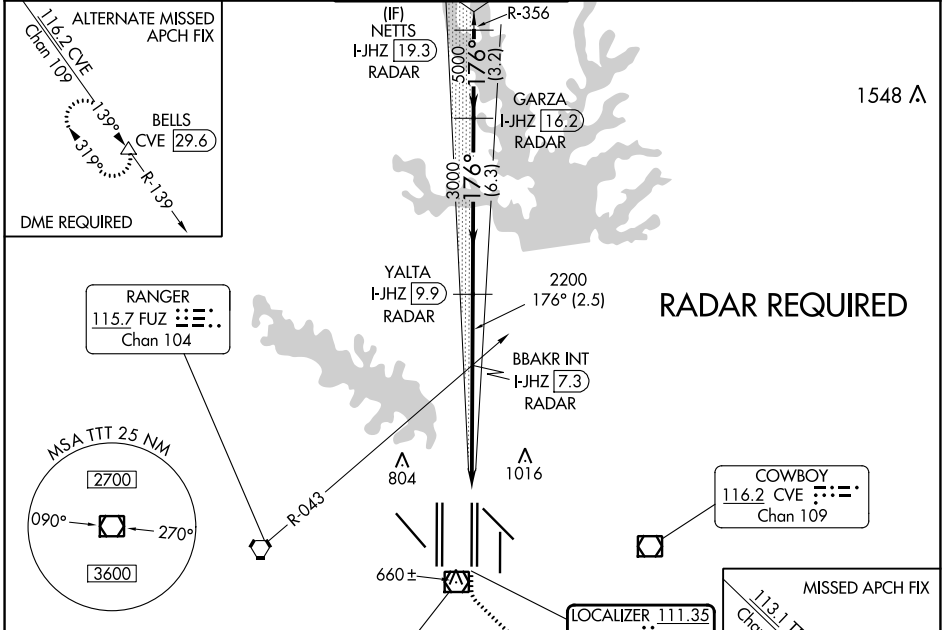 ALTERNATE MISSED
APCH FIX
116.2 CVE
Chan 109
139°
319°
BELLS
CVE 29.6
R-139
DME REQUIRED
(IF)
NETTS
I-JHZ 19.3
RADAR
R-356
5000
176°
(3.2)
GARZA
I-JHZ 16.2
RADAR
1548
3000
176°
(6.3)
YALTA
I-JHZ 9.9
RADAR
2200
176° (2.5)
RADAR REQUIRED
RANGER
115.7 FUZ
Chan 104
BBAKR INT
I-JHZ 7.3
RADAR
MSA TTT 25 NM
2700
090°
270°
3600
R-043
804
1016
COWBOY
116.2 CVE
Chan 109
660±
LOCALIZER 111.35
MISSED APCH FIX
113.1